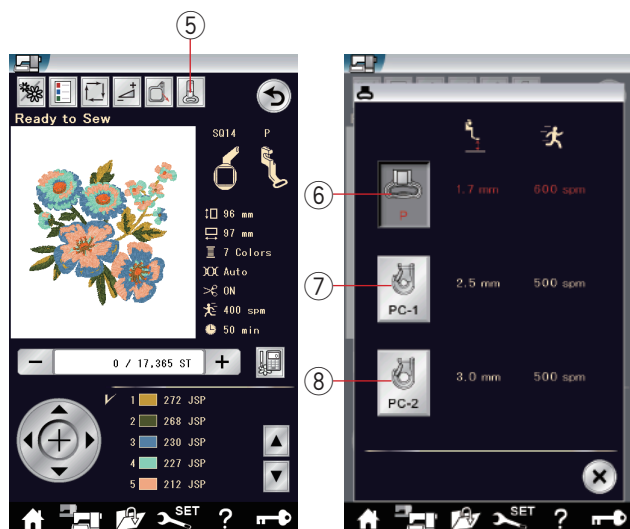 ⑤
Ready to Sew
SQ14 P
96 mm
97 mm
7 Colors
Auto
ON
400 spm
50 min
− 0 / 17,365 ST +
1 272 JSP
2 268 JSP
3 230 JSP
4 227 JSP
5 212 JSP
SET ?
⑥ P 1.7 mm 600 spm
⑦ PC-1 2.5 mm 500 spm
⑧ PC-2 3.0 mm 500 spm
SET ?